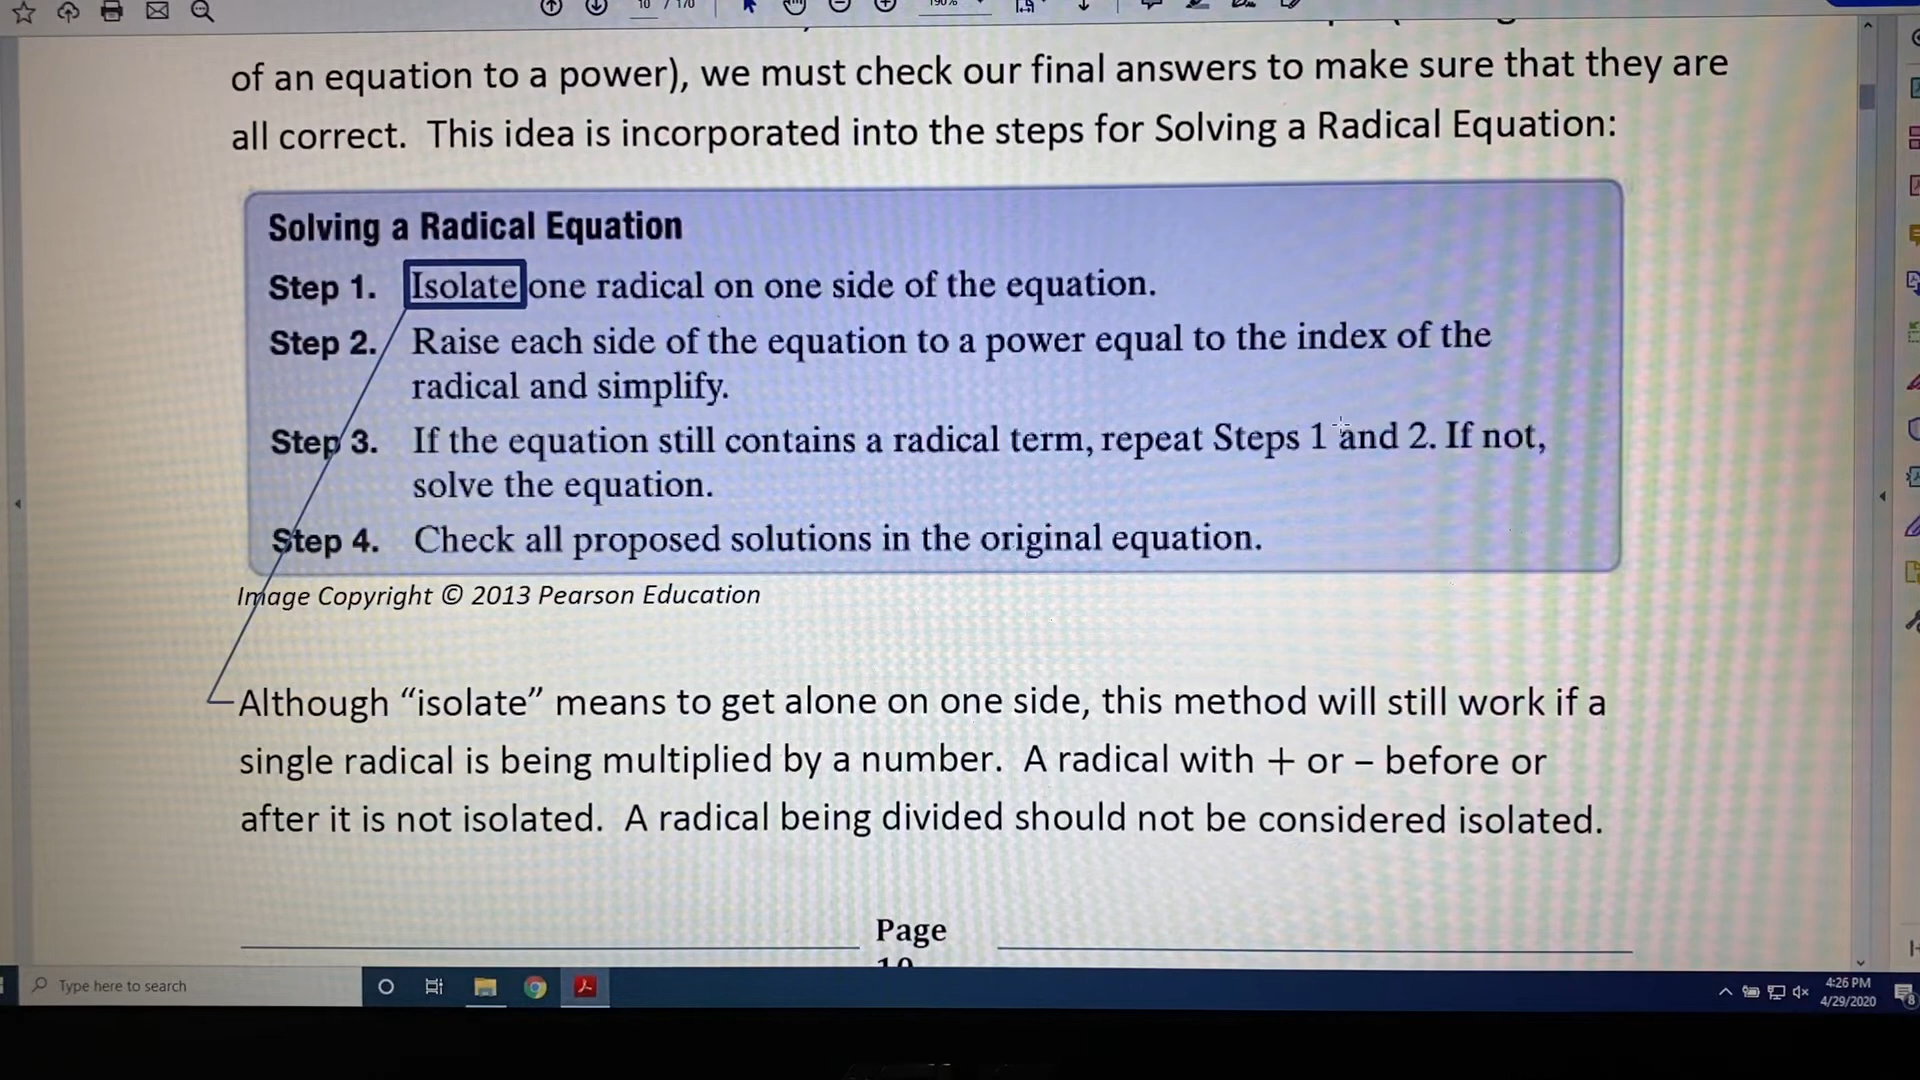 10 / 170
190%
of an equation to a power), we must check our final answers to make sure that they are
all correct. This idea is incorporated into the steps for Solving a Radical Equation:
Solving a Radical Equation
Step 1. Isolate one radical on one side of the equation.
Step 2. Raise each side of the equation to a power equal to the index of the
radical and simplify.
Step 3. If the equation still contains a radical term, repeat Steps 1 and 2. If not,
solve the equation.
Step 4. Check all proposed solutions in the original equation.
Image Copyright © 2013 Pearson Education
Although “isolate” means to get alone on one side, this method will still work if a
single radical is being multiplied by a number. A radical with + or – before or
after it is not isolated. A radical being divided should not be considered isolated.
Page
10
Type here to search
4:26 PM
4/29/2020
8